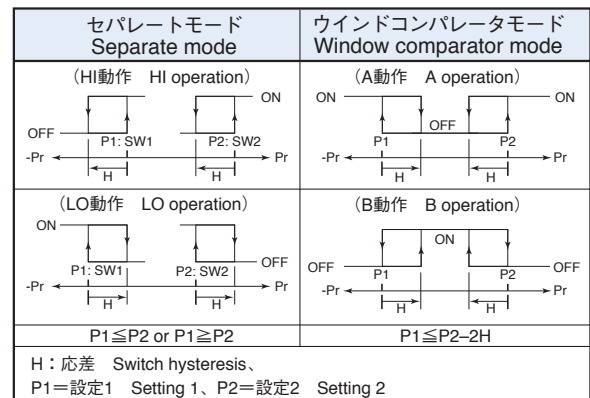 セパレートモード
Separate mode
ウインドコンパレータモード
Window comparator mode
（HI動作　HI operation）
ON
OFF
P1: SW1
P2: SW2
-Pr
Pr
H
H
（A動作　A operation）
ON
ON
OFF
P1
P2
-Pr
Pr
H
H
（LO動作　LO operation）
ON
OFF
P1: SW1
P2: SW2
-Pr
Pr
H
H
（B動作　B operation）
ON
OFF
OFF
P1
P2
-Pr
Pr
H
H
P1≦P2 or P1≧P2
P1≦P2–2H
H：応差　Switch hysteresis、
P1＝設定1　Setting 1、P2＝設定2　Setting 2